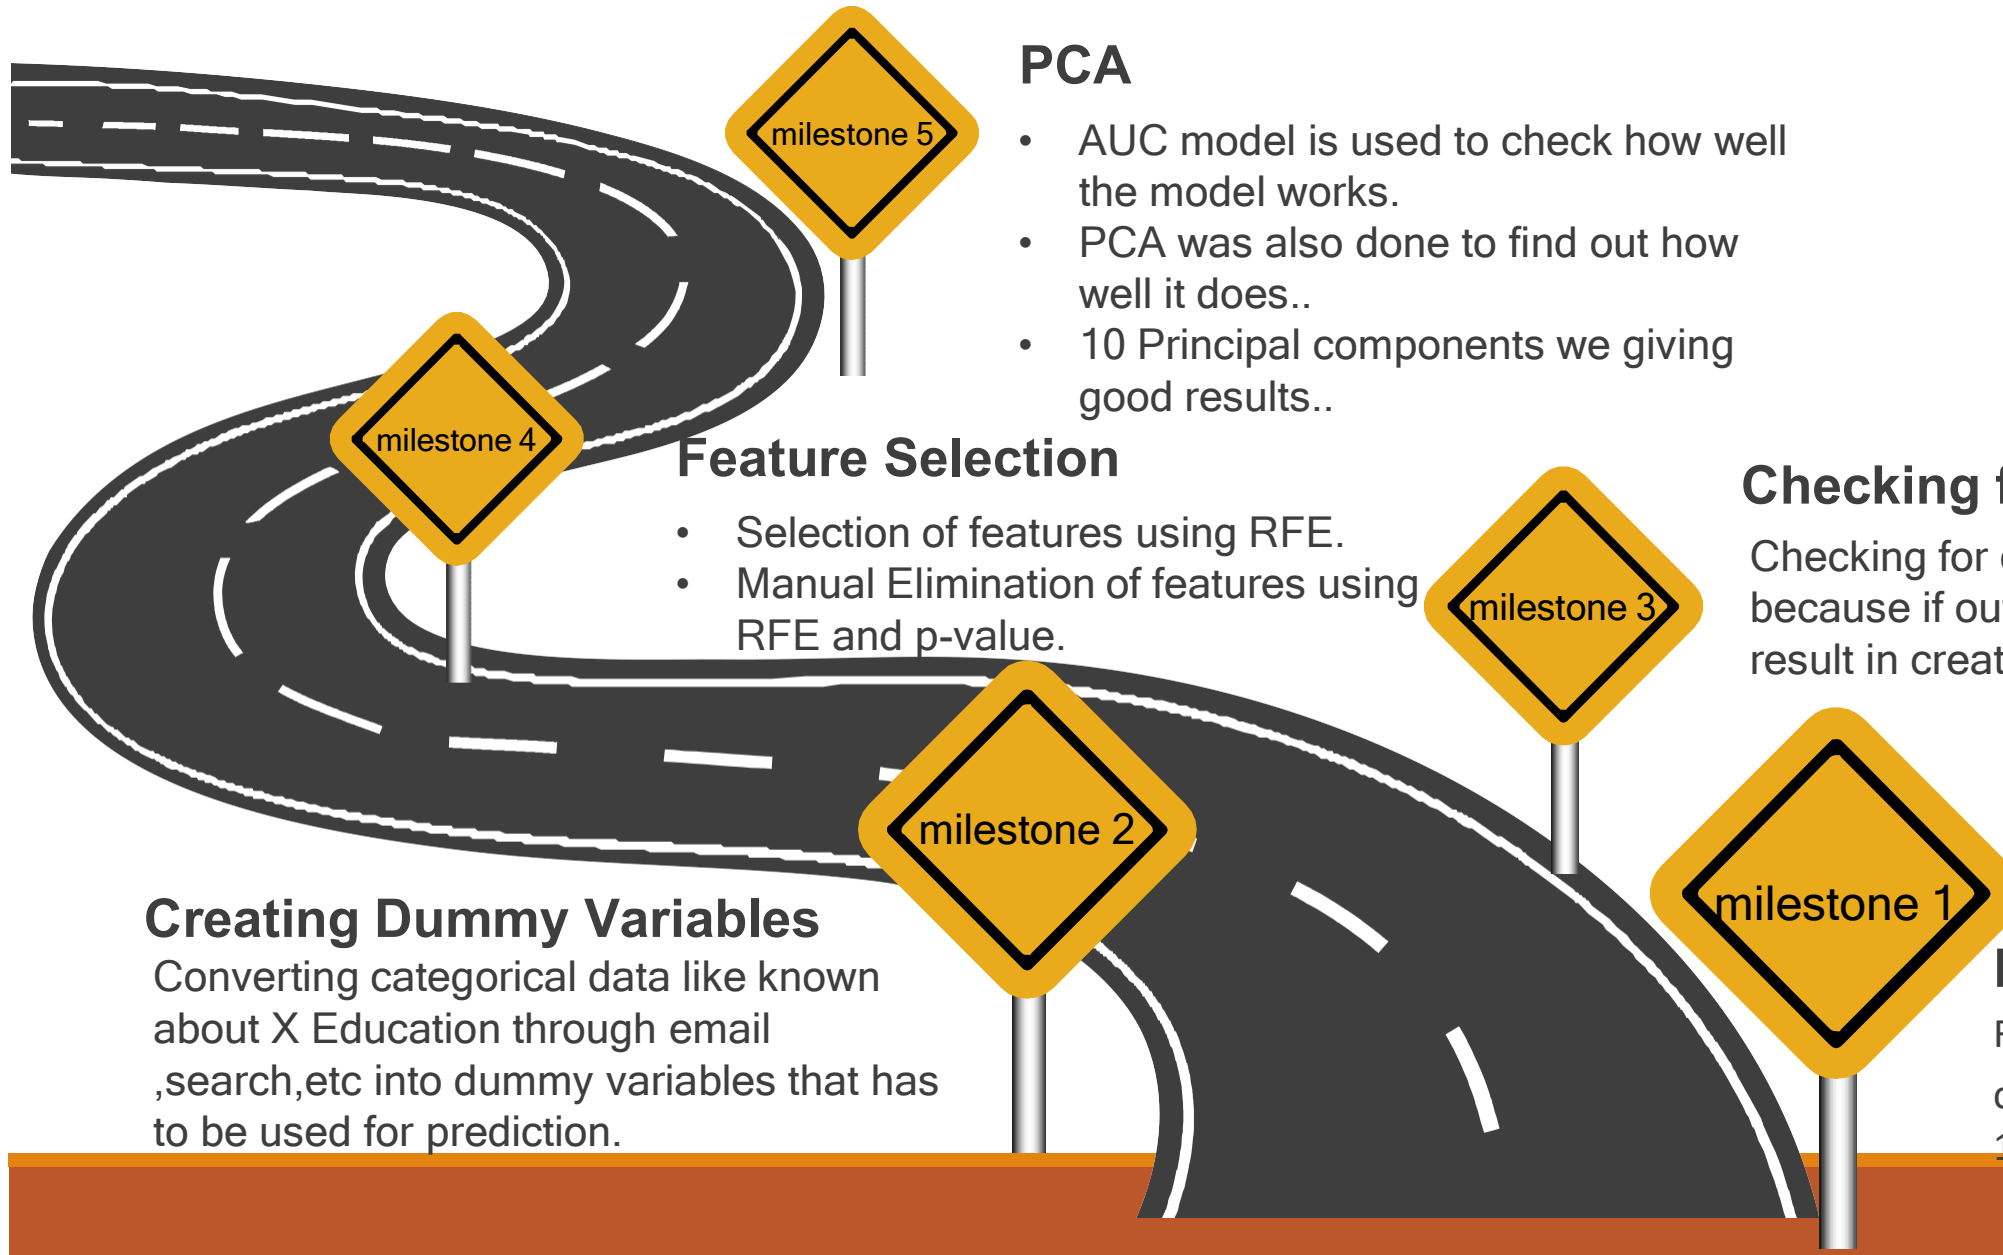 PCA
milestone 5
• AUC model is used to check how well
the model works.
• PCA was also done to find out how
well it does..
• 10 Principal components we giving
good results..
milestone 4
Feature Selection
• Selection of features using RFE.
• Manual Elimination of features using
RFE and p-value.
milestone 3
Checking
Checking for
because if
result in
milestone 2
milestone 1
Creating Dummy Variables
Converting categorical data like known
about X Education through email
,search,etc into dummy variables that has
to be used for prediction.